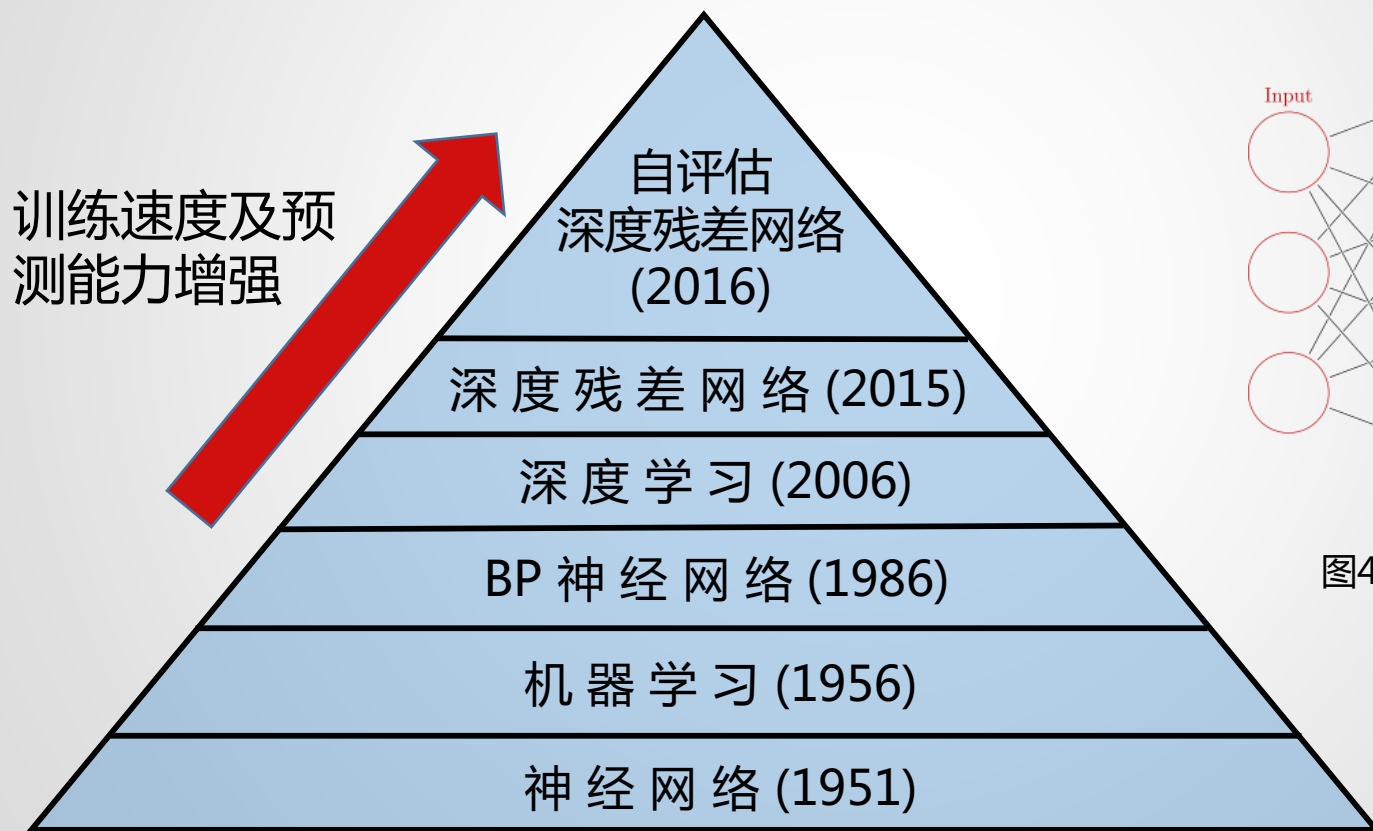 训练速度及预
测能力增强
自评估
深度残差网络
(2016)
深度残差网络 (2015)
深度学习 (2006)
BP 神经网络 (1986)
机器学习 (1956)
神经网络 (1951)
Input
图4